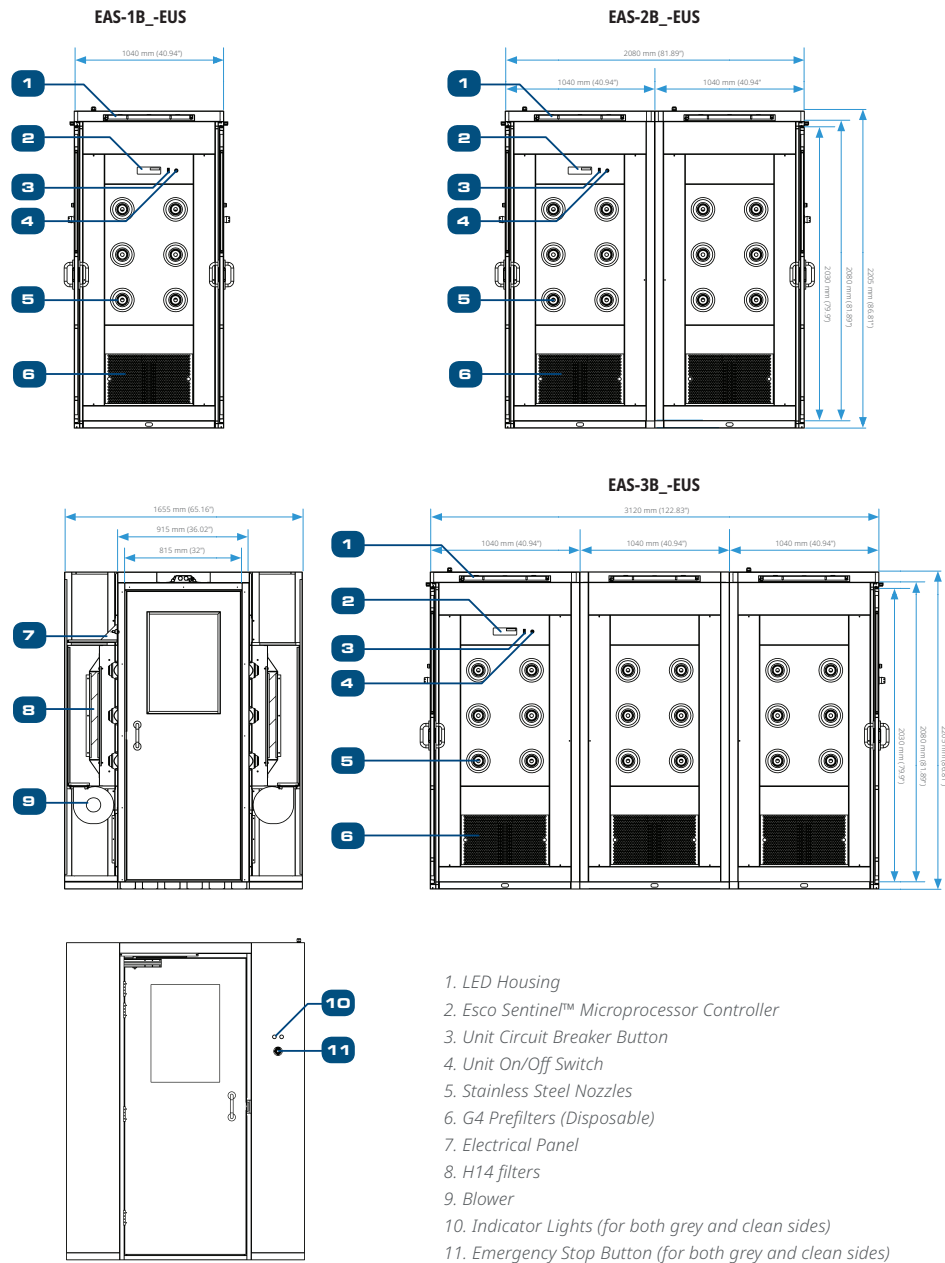 EAS-1B_-EUS
EAS-2B_-EUS
1040 mm (40.94")
2080 mm (81.89")
1040 mm (40.94")
1040 mm (40.94"
1
2
3
4
5
6
1
2
3
4
5
6
2030 mm (79.9")
2080 mm (81.89")
2205 mm (86.81")
EAS-3B_-EUS
1655 mm (65.16")
915 mm (36.02")
815 mm (32")
3120 mm (122.83")
1040 mm (40.94")
1040 mm (40.94")
1040 mm (40.94")
7
8
9
1
2
3
4
5
6
2030 mm (79.9")
2080 mm (81.89")
10
11
1. LED Housing
2. Esco Sentinel™ Microprocessor Controller
3. Unit Circuit Breaker Button
4. Unit On/Off Switch
5. Stainless Steel Nozzles
6. G4 Prefilters (Disposable)
7. Electrical Panel
8. H14 filters
9. Blower
10. Indicator Lights (for both grey and clean sides)
11. Emergency Stop Button (for both grey and clean sides)